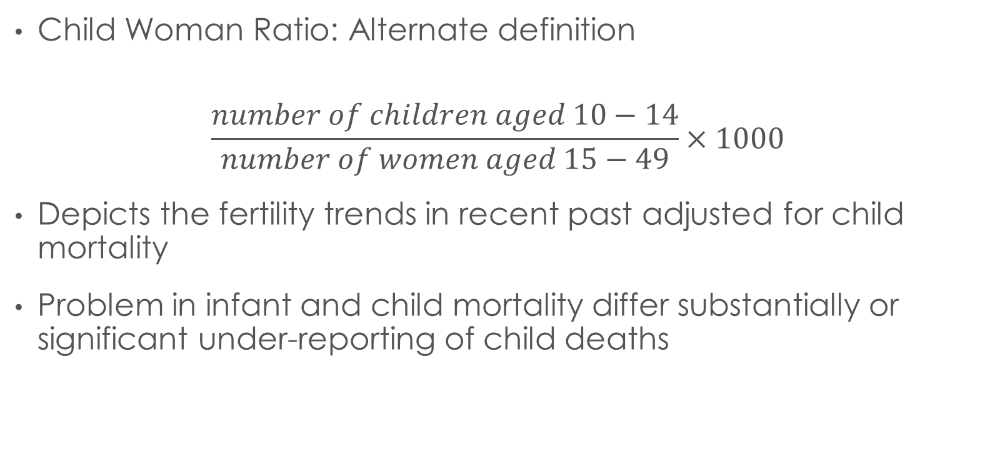 • Child Woman Ratio: Alternate definition
number of children aged 10 − 14
× 1000
number of women aged 15 − 49
• Depicts the fertility trends in recent past adjusted for child
mortality
• Problem in infant and child mortality differ substantially or
significant under-reporting of child deaths